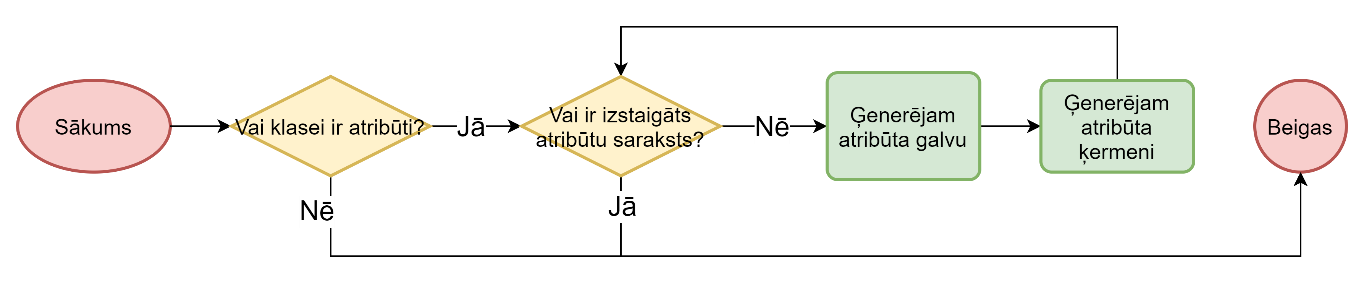 Sākums
Vai klasei ir atribūti?
Jā
Vai ir izstaigāts
atribūtu saraksts?
Nē
Ģenerējam
atribūta galvu
Ģenerējam
atribūta
ķermeni
Beigas
Nē
Jā